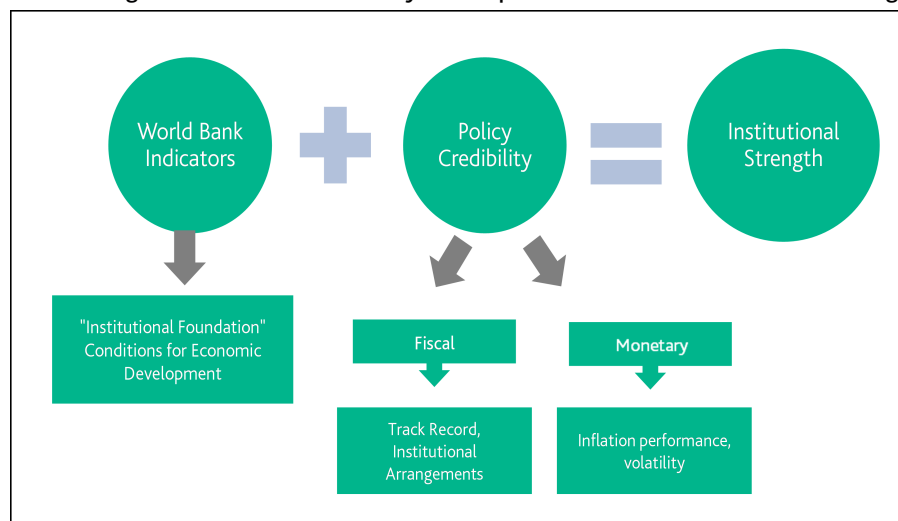 World Bank
Indicators
Policy
Credibility
Institutional
Strength
"Institutional Foundation"
Conditions for Economic
Development
Fiscal
Monetary
Track Record,
Institutional
Arrangements
Inflation performance,
volatility